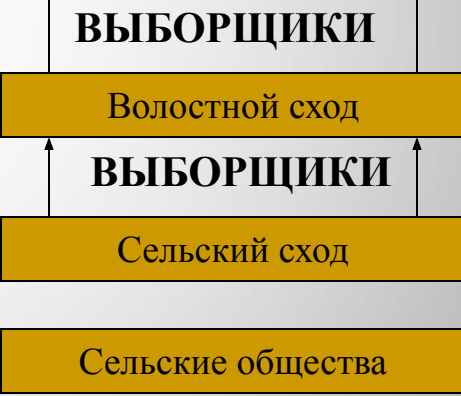 ВЫБОРЩИКИ
Волостной сход
ВЫБОРЩИКИ
Сельский сход
Сельские общества